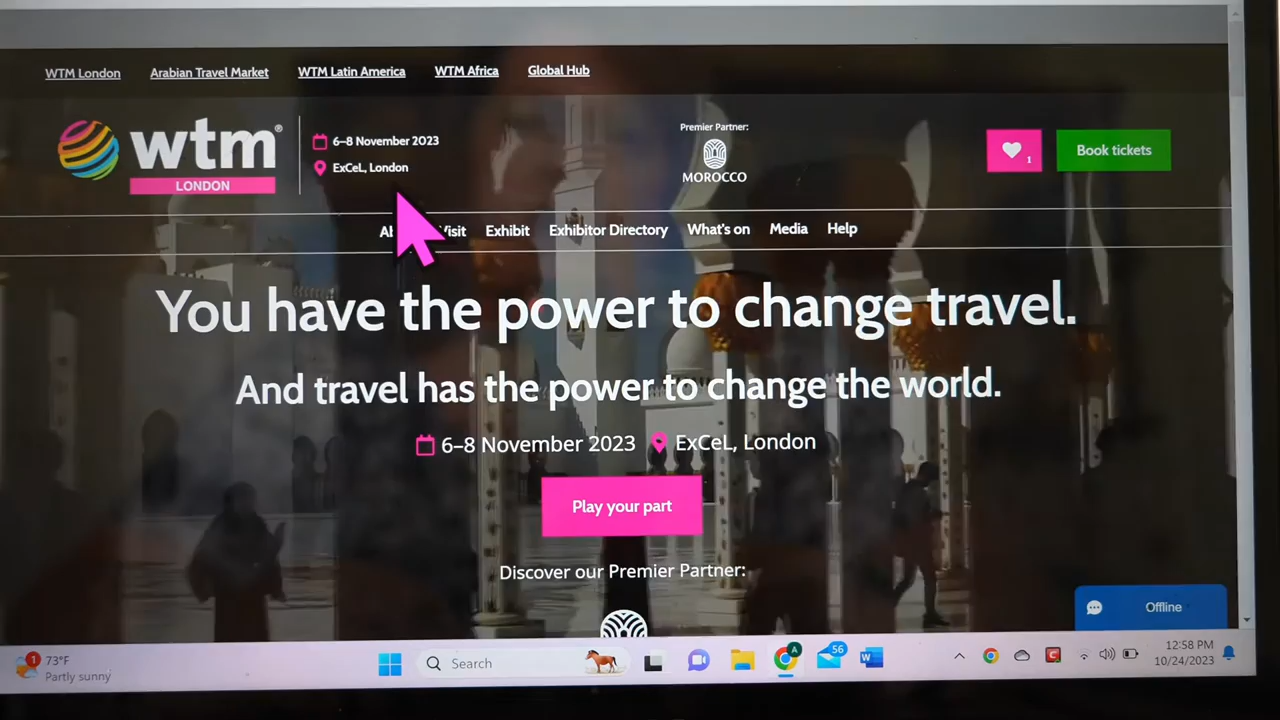 WTM London Arabian Travel Market WTM Latin America WTM Africa Global Hub
wtm®
LONDON
6–8 November 2023
ExCeL, London
Premier Partner:
MOROCCO
1
Book tickets
Exhibit Exhibitor Directory What's on Media Help
You have the power to change travel.
And travel has the power to change the world.
6–8 November 2023 ExCeL, London
Play your part
Discover our Premier Partner:
Offline
1
73°F
Partly sunny
Search
A
56
W
C
12:58 PM
10/24/2023